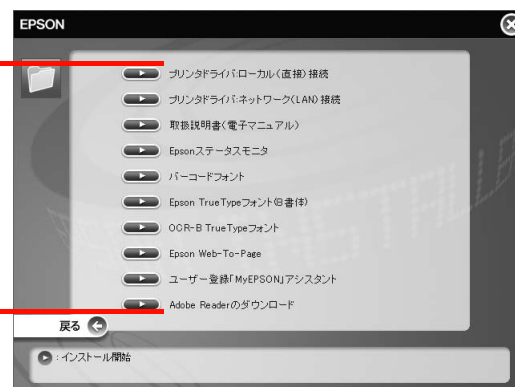 EPSON
プリンタドライバ:ローカル(直接)接続
プリンタドライバ:ネットワーク(LAN)接続
取扱説明書(電子マニュアル)
Epsonステータスモニタ
バーコードフォント
Epson TrueTypeフォント(8書体)
OCR-B TrueTypeフォント
Epson Web-To-Page
ユーザー登録「MyEPSON」アシスタント
Adobe Readerのダウンロード
戻る
:インストール開始